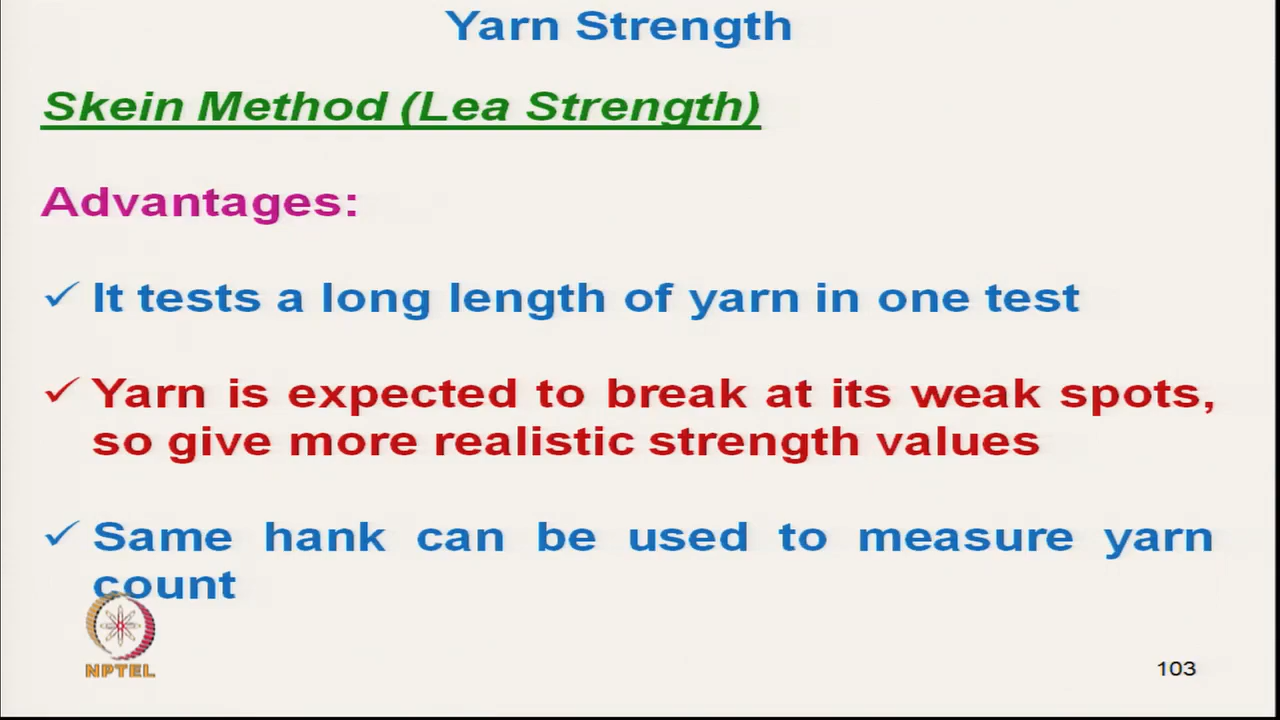 Yarn Strength
Skein Method (Lea Strength)
Advantages:
✓ It tests a long length of yarn in one test
✓ Yarn is expected to break at its weak spots,
so give more realistic strength values
✓ Same hank can be used to measure yarn
count
NPTEL
103